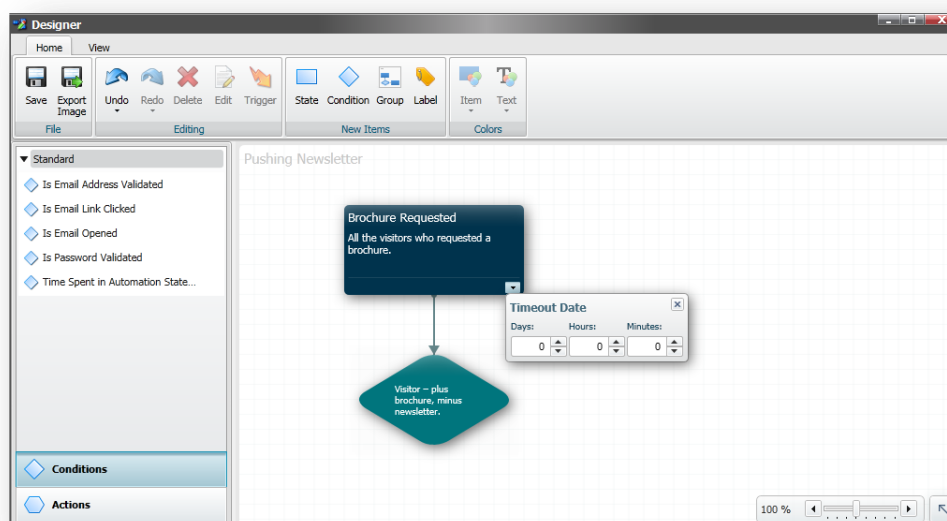 Designer
Home View
Save Export Image Undo Redo Delete Edit Trigger State Condition Group Label Item Text
File Editing New Items Colors
Standard
Is Email Address Validated
Is Email Link Clicked
Is Email Opened
Is Password Validated
Time Spent in Automation State...
Conditions
Actions
Pushing Newsletter
Brochure Requested
All the visitors who requested a
brochure.
Timeout Date
Days: Hours: Minutes:
0 0 0
Visitor – plus
brochure, minus
newsletter.
100 %